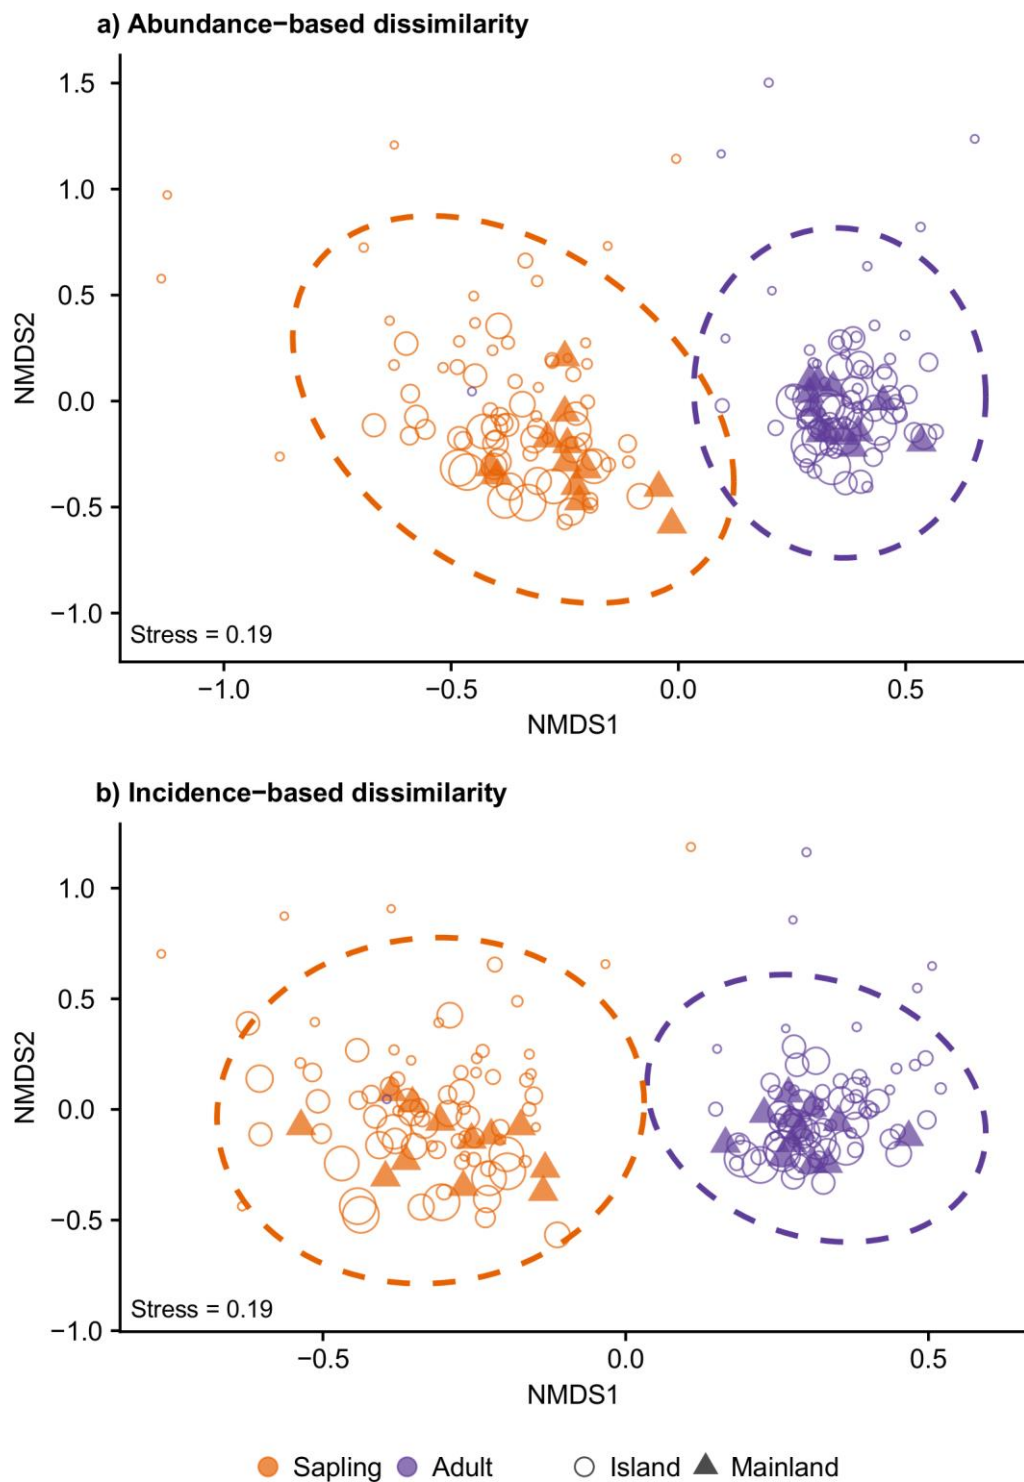 a) Abundance−based dissimilarity
1.5
1.0
0.5
0.0
−0.5
−1.0
NMDS2
Stress = 0.19
−1.0 −0.5 0.0 0.5
NMDS1
b) Incidence−based dissimilarity
1.0
0.5
0.0
−0.5
−1.0
NMDS2
Stress = 0.19
−0.5 0.0 0.5
NMDS1
Sapling Adult Island Mainland